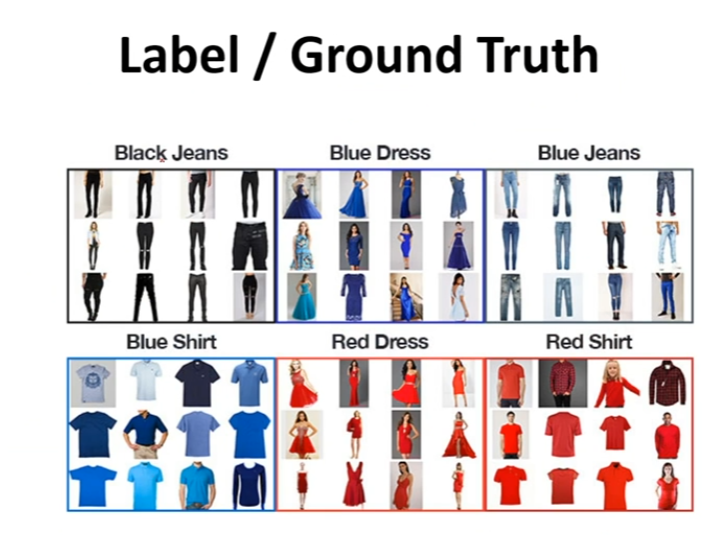 Label / Ground Truth
Black Jeans
Blue Dress
Blue Jeans
Blue Shirt
Red Dress
Red Shirt